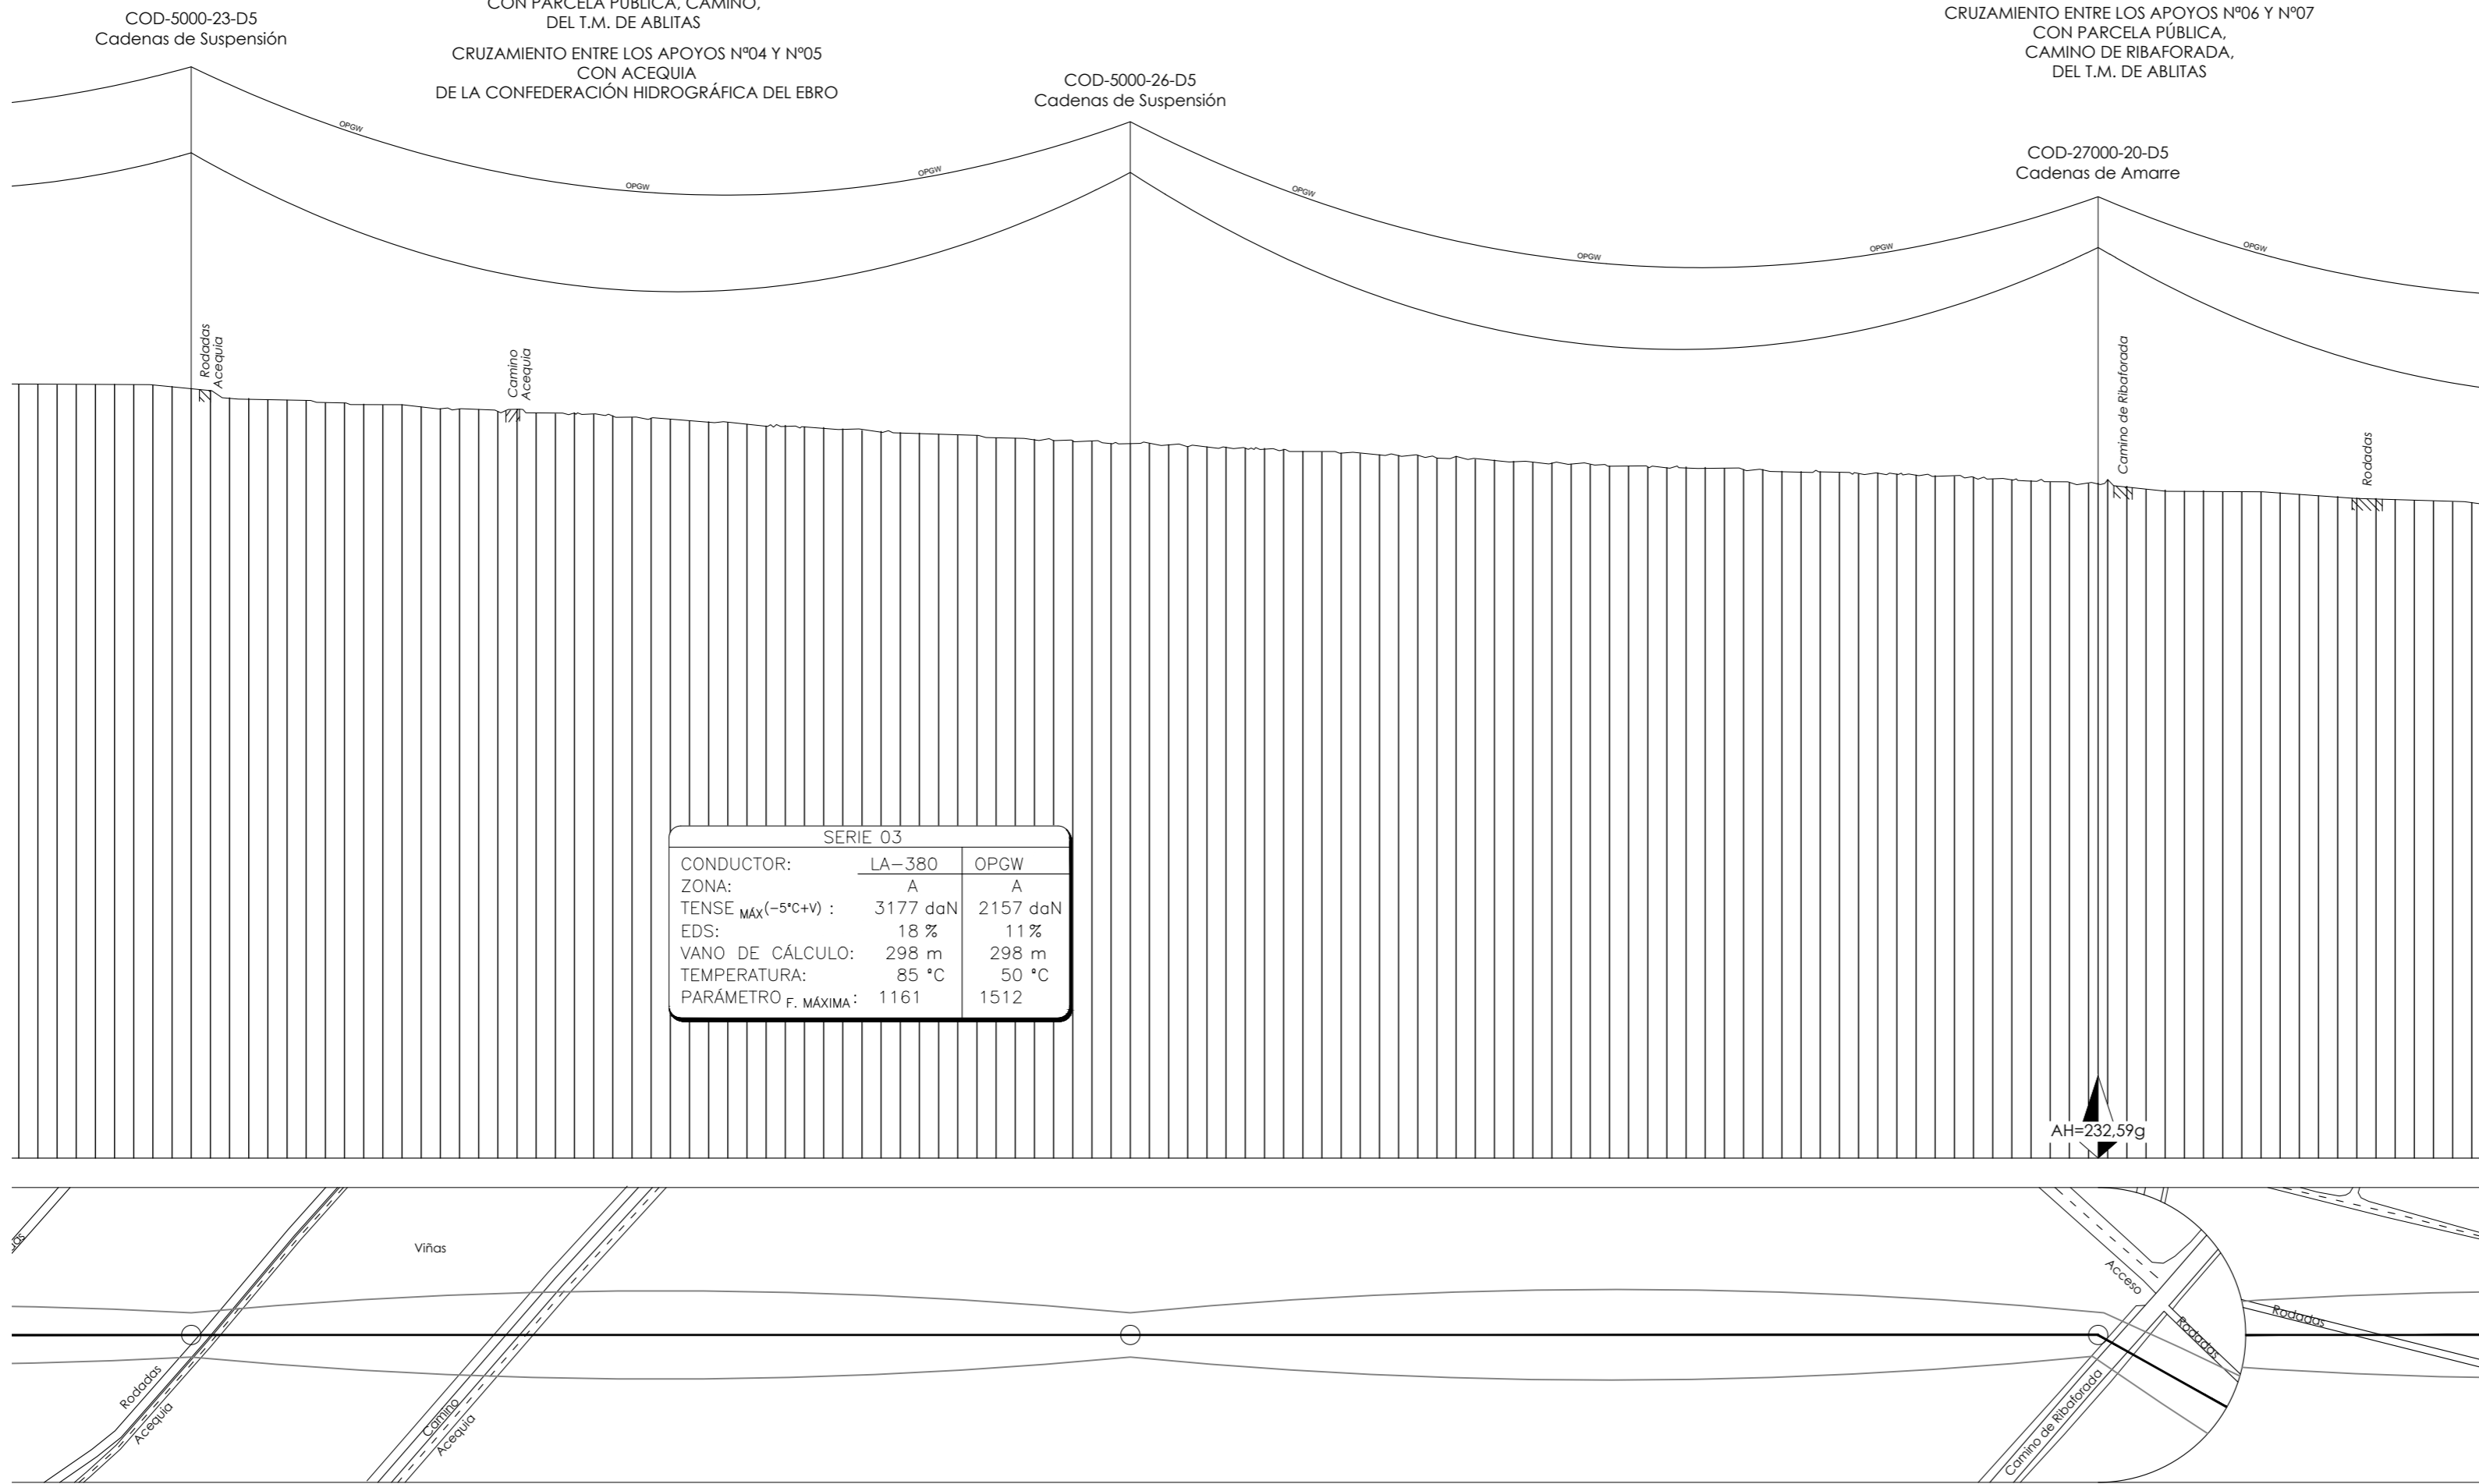 COD-5000-23-D5
Cadenas de Suspensión
CON PARCELA PÚBLICA, CAMINO,
DEL T.M. DE ABLITAS
CRUZAMIENTO ENTRE LOS APOYOS Nº04 Y Nº05
CON ACEQUIA
DE LA CONFEDERACIÓN HIDROGRÁFICA DEL EBRO
COD-5000-26-D5
Cadenas de Suspensión
CRUZAMIENTO ENTRE LOS APOYOS Nº06 Y Nº07
CON PARCELA PÚBLICA,
CAMINO DE RIBAFORADA,
DEL T.M. DE ABLITAS
COD-27000-20-D5
Cadenas de Amarre
OPGW
OPGW
OPGW
OPGW
OPGW
OPGW
OPGW
Rodadas
Acequia
Camino
Acequia
Camino de Ribaforada
Rodadas
SERIE 03
CONDUCTOR: LA-380 OPGW
ZONA: A A
TENSE MÁX(-5ºC+V) : 3177 daN 2157 daN
EDS: 18 % 11%
VANO DE CÁLCULO: 298 m 298 m
TEMPERATURA: 85 ºC 50 ºC
PARÁMETRO F. MÁXIMA: 1161 1512
AH=232,59g
Viñas
Rodadas
Acequia
Camino
Acequia
Acceso
Rodadas
Rodadas
Camino de Ribaforada